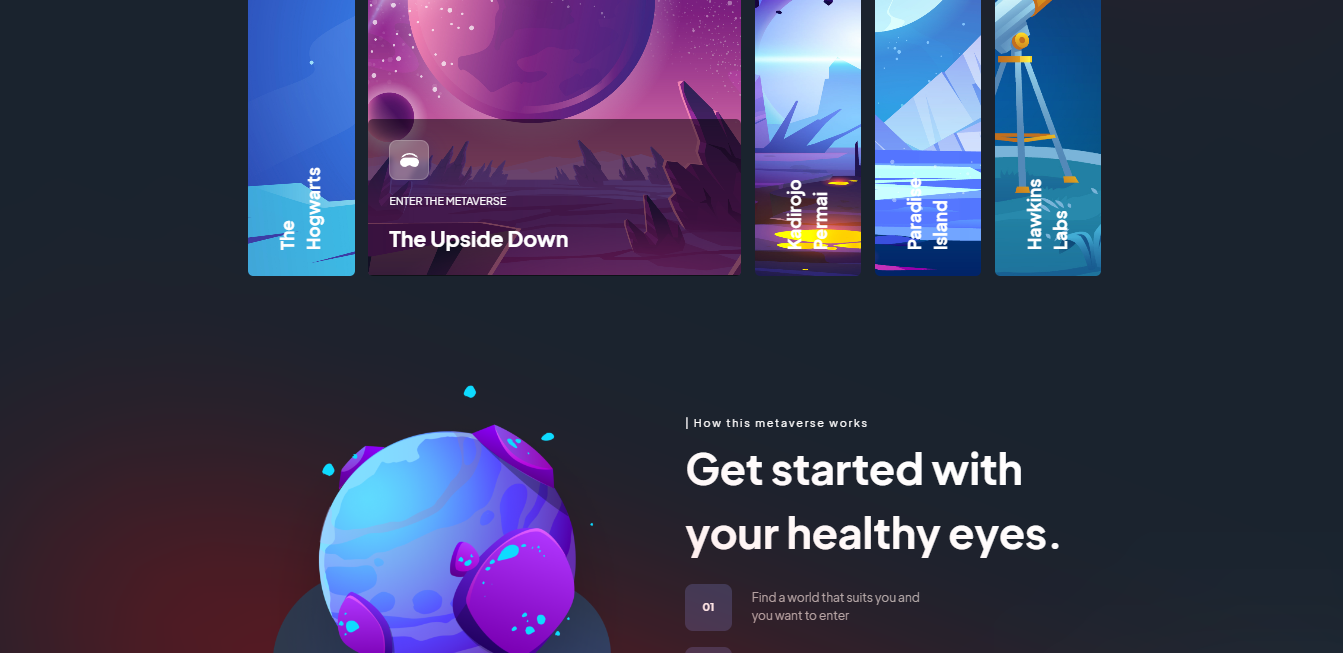 The
Hogwarts
ENTER THE METAVERSE
The Upside Down
Kadirojo
Permai
Paradise
Island
Hawkins
Labs
| How this metaverse works
Get started with
your healthy eyes.
01
Find a world that suits you and
you want to enter